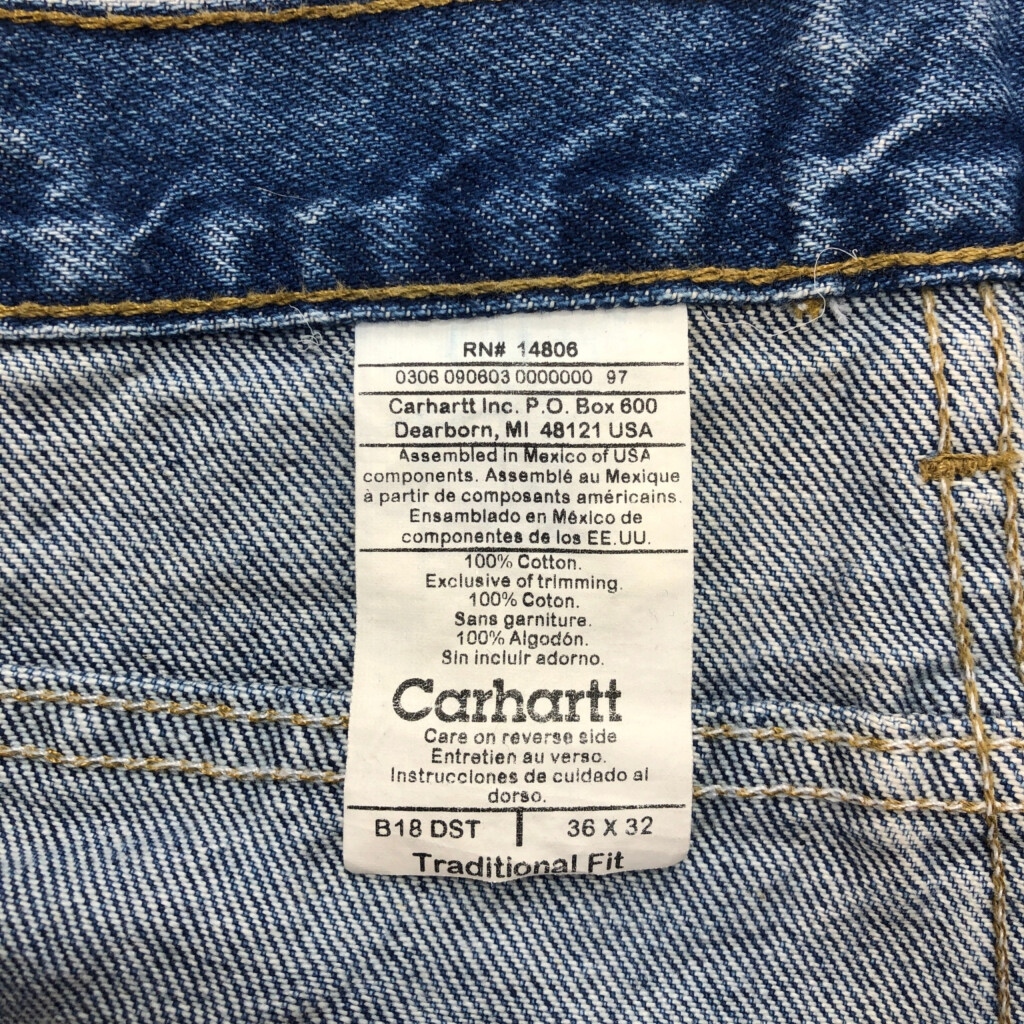 RN# 14806
0306 090603 0000000 97
Carhartt Inc. P.O. Box 600
Dearborn, MI 48121 USA
Assembled in Mexico of USA
components. Assemblé au Mexique
à partir de composants américains.
Ensamblado en México de
componentes de los EE.UU.
100% Cotton.
Exclusive of trimming.
100% Coton.
Sans garniture.
100% Algodón.
Sin incluir adorno.
Carhartt
Care on reverse side
Entretien au verso.
Instrucciones de cuidado al
dorso.
B18 DST 36 X 32
Traditional Fit